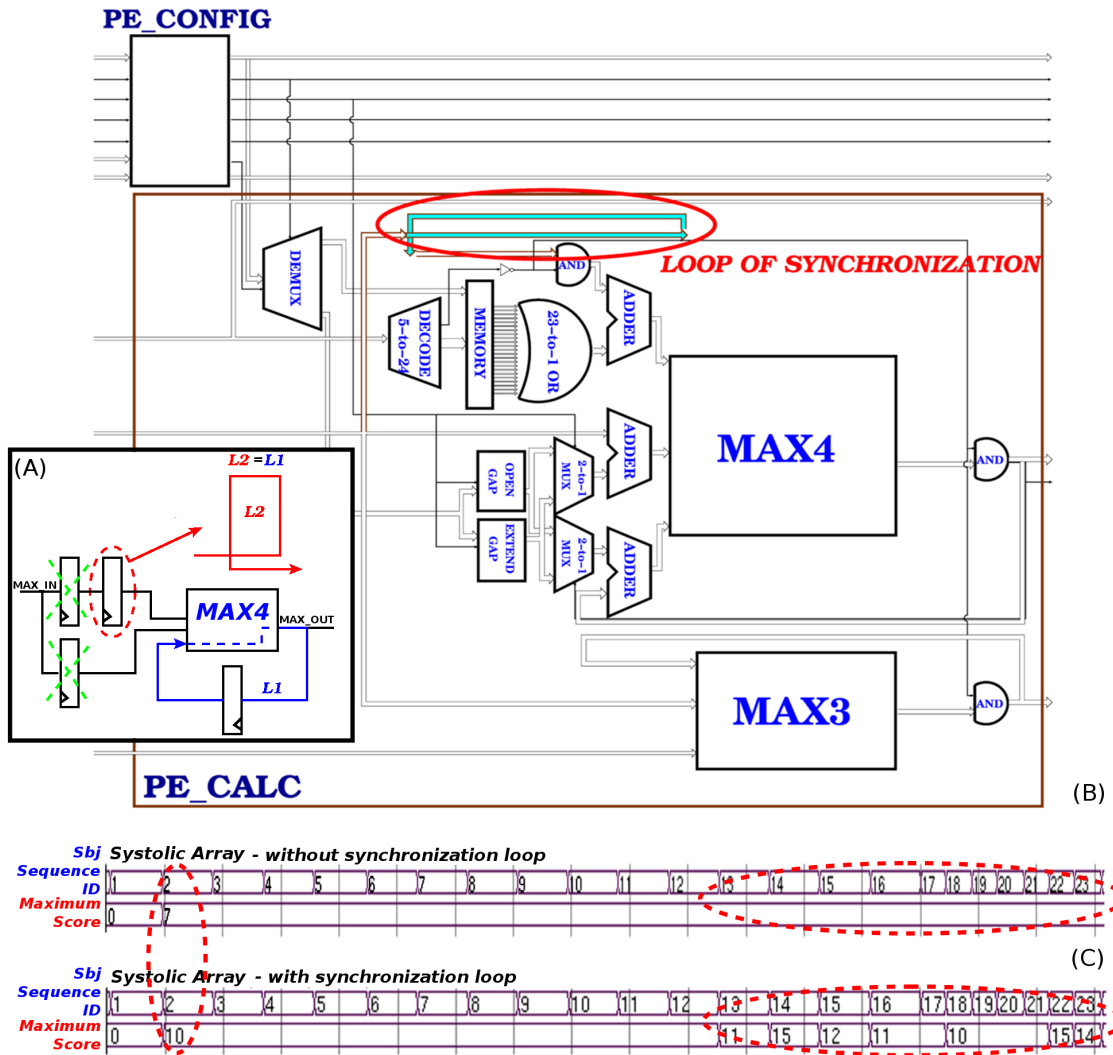 PE_CONFIG
LOOP OF SYNCHRONIZATION
AND
DEMUX
ADDER
DECODE
5-to-24
MEMORY
23-to-1 OR
MAX4
ADDER
AND
OPEN
GAP
2-to-1
MUX
EXTEND
GAP
2-to-1
MUX
ADDER
(A)
L2 =L1
L2
MAX_IN
MAX4
MAX_OUT
L1
MAX3
AND
PE_CALC
(B)
Sbj
Sequence
ID
Systolic Array - without synchronization loop
1 2 3 4 5 6 7 8 9 10 11 12 13 14 15 16 17 18 19 20 21 22 23
Maximum
Score
0 7
(C)
Sbj
Sequence
ID
Systolic Array - with synchronization loop
1 2 3 4 5 6 7 8 9 10 11 12 13 14 15 16 17 18 19 20 21 22 23
Maximum
Score
0 10 11 15 12 11 10 15 14